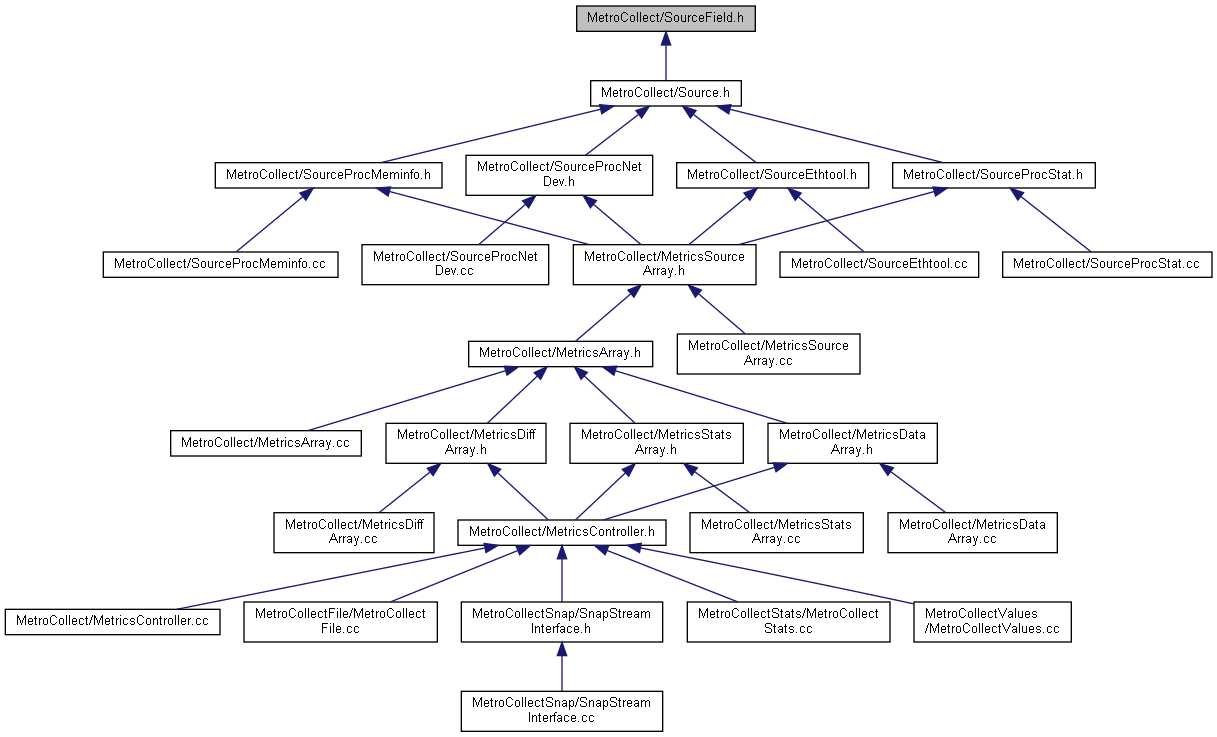 MetroCollect/SourceField.h
MetroCollect/Source.h
MetroCollect/SourceProcMeminfo.h
MetroCollect/SourceProcNet
Dev.h
MetroCollect/SourceEthtool.h
MetroCollect/SourceProcStat.h
MetroCollect/SourceProcMeminfo.cc
MetroCollect/SourceProcNet
Dev.cc
MetroCollect/MetricsSource
Array.h
MetroCollect/SourceEthtool.cc
MetroCollect/SourceProcStat.cc
MetroCollect/MetricsArray.h
MetroCollect/MetricsSource
Array.cc
MetroCollect/MetricsArray.cc
MetroCollect/MetricsDiff
Array.h
MetroCollect/MetricsStats
Array.h
MetroCollect/MetricsData
Array.h
MetroCollect/MetricsDiff
Array.cc
MetroCollect/MetricsController.h
MetroCollect/MetricsStats
Array.cc
MetroCollect/MetricsData
Array.cc
MetroCollect/MetricsController.cc
MetroCollectFile/MetroCollect
File.cc
MetroCollectSnap/SnapStream
Interface.h
MetroCollectStats/MetroCollect
Stats.cc
MetroCollectValues
/MetroCollectValues.cc
MetroCollectSnap/SnapStream
Interface.cc